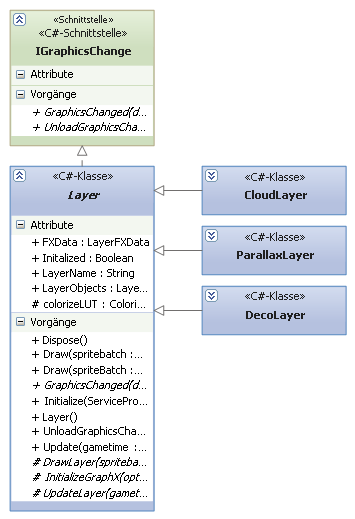 «Schnittstelle»
«C#-Schnittstelle»
IGraphicsChange
Attribute
Vorgänge
+ GraphicsChanged(d...
+ UnloadGraphicsCha...
«C#-Klasse»
Layer
Attribute
+ FXData : LayerFXData
+ Initalized : Boolean
+ LayerName : String
+ LayerObjects : Laye...
# colorizeLUT : Colori...
Vorgänge
+ Dispose()
+ Draw(spritebatch :...
+ Draw(spriteBatch :...
+ GraphicsChanged(d...
+ Initialize(ServicePro...
+ Layer()
+ UnloadGraphicsCha...
+ Update(gametime :...
# DrawLayer(spriteba...
# InitializeGraphX(opt...
# UpdateLayer(gamet...
«C#-Klasse»
CloudLayer
«C#-Klasse»
ParallaxLayer
«C#-Klasse»
DecoLayer